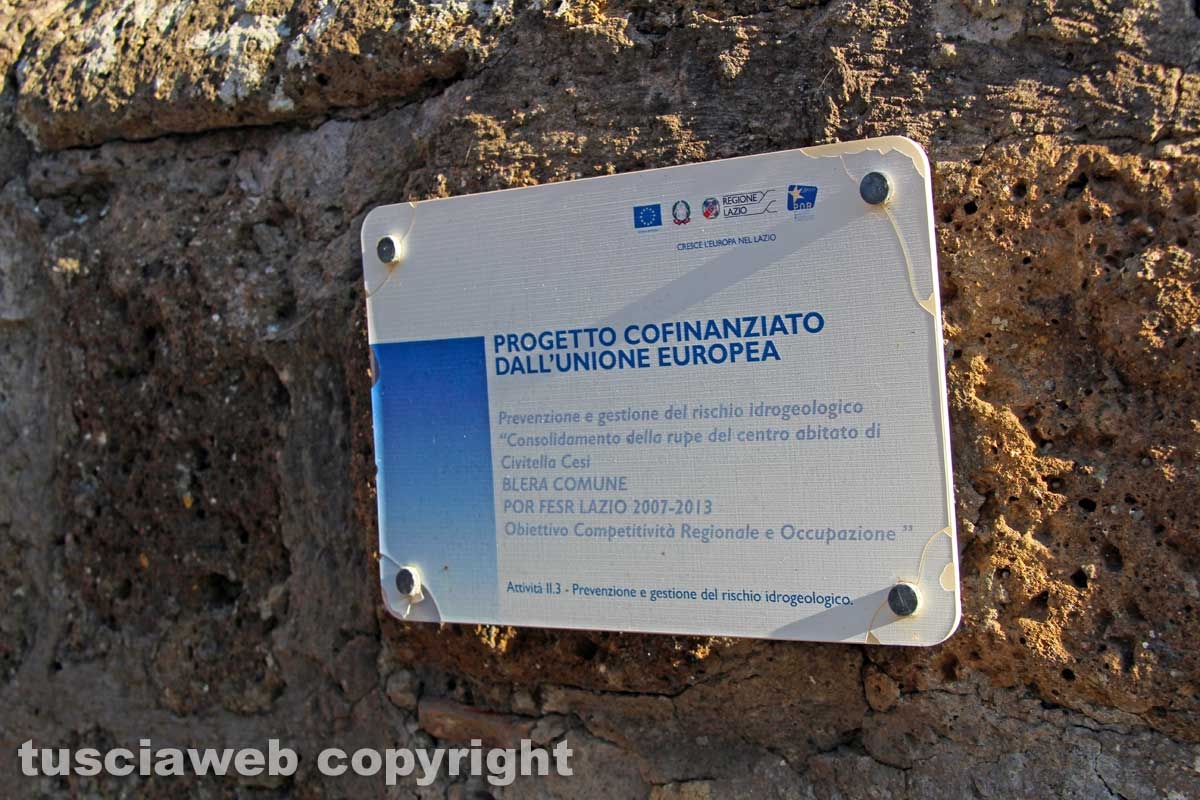 REGIONE
LAZIO
P.O.R.
CRESCE L'EUROPA NEL LAZIO
PROGETTO COFINANZIATO
DALL'UNIONE EUROPEA
Prevenzione e gestione del rischio idrogeologico
"Consolidamento della rupe del centro abitato di
Civitella Cesi
BLERA COMUNE
POR FESR LAZIO 2007-2013
Obiettivo Competitività Regionale e Occupazione "
Attività II.3 - Prevenzione e gestione del rischio idrogeologico.
tusciaweb copyright